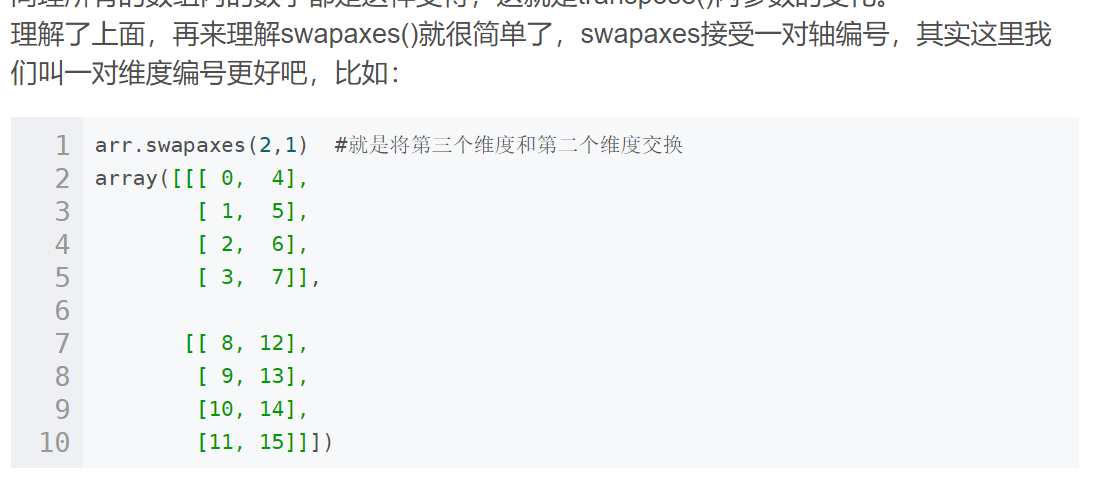 理解了上面，再来理解swapaxes()就很简单了，swapaxes接受一对轴编号，其实这里我
们叫一对维度编号更好吧，比如：
1 arr.swapaxes(2,1)  #就是将第三个维度和第二个维度交换
2 array([[[ 0,  4],
3         [ 1,  5],
4         [ 2,  6],
5         [ 3,  7]],
6
7        [[ 8, 12],
8         [ 9, 13],
9         [10, 14],
10         [11, 15]]])